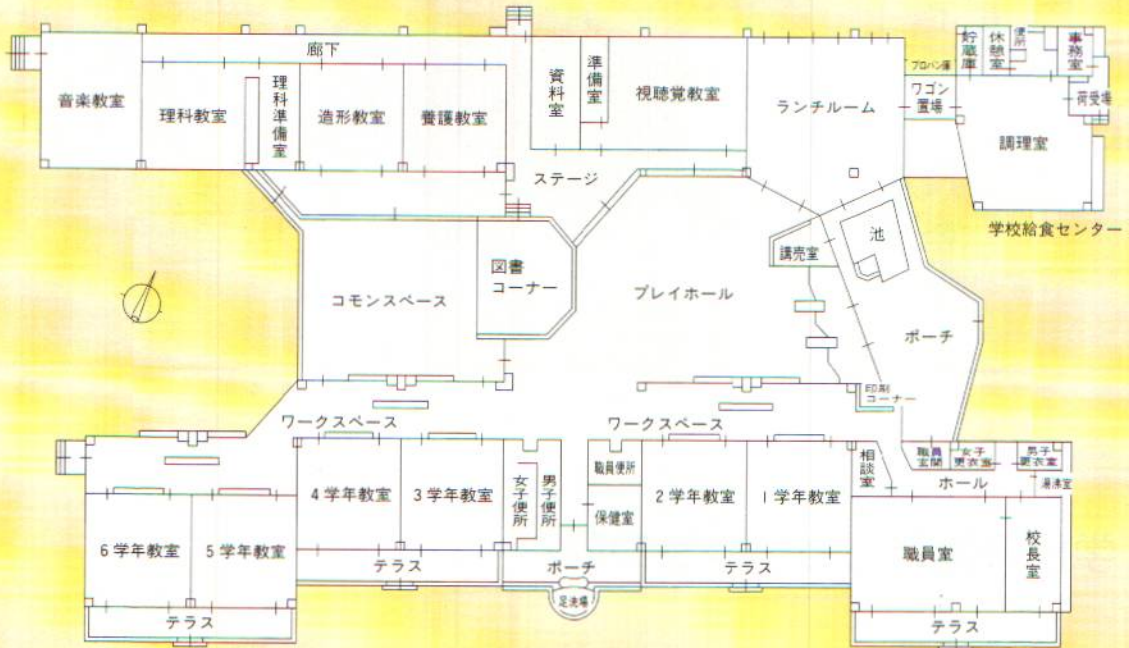 廊下
音楽教室
理科教室
理科準備室
造形教室
養護教室
資料室
準備室
視聴覚教室
ランチルーム
プロパン庫
ワゴン
置場
貯蔵庫
休憩室
便所
事務室
荷受場
調理室
学校給食センター
ステージ
図書
コーナー
コモンスペース
プレイホール
講売室
池
ポーチ
印刷
コーナー
ワークスペース
ワークスペース
4学年教室
3学年教室
女子便所
男子便所
職員便所
保健室
2学年教室
1学年教室
相談室
職員玄関
女子更衣室
男子更衣室
ホール
湯沸室
6学年教室
5学年教室
職員室
校長室
テラス
ポーチ
テラス
足洗場
テラス
テラス